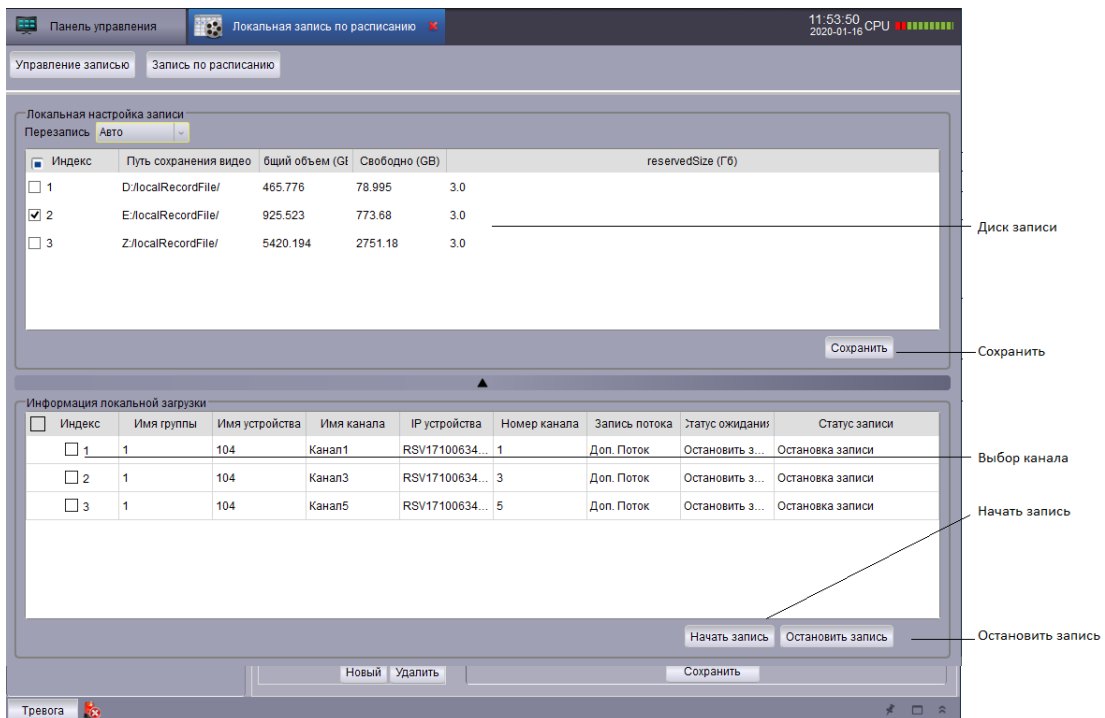 Панель управления
Локальная запись по расписанию
11:53:50
2020-01-16
CPU
Управление записью
Запись по расписанию
Локальная настройка записи
Перезапись Авто
Индекс Путь сохранения видео бщий объем (GE Свободно (GB) reservedSize (Гб)
1 D:/localRecordFile/ 465.776 78.995 3.0
2 E:/localRecordFile/ 925.523 773.68 3.0
3 Z:/localRecordFile/ 5420.194 2751.18 3.0
Диск записи
Сохранить
Сохранить
Информация локальной загрузки
Индекс Имя группы Имя устройства Имя канала IP устройства Номер канала Запись потока Статус ожидания Статус записи
1 1 104 Канал1 RSV17100634... 1 Доп. Поток Остановить з... Остановка записи
2 1 104 Канал3 RSV17100634... 3 Доп. Поток Остановить з... Остановка записи
3 1 104 Канал5 RSV17100634... 5 Доп. Поток Остановить з... Остановка записи
Выбор канала
Начать запись
Начать запись Остановить запись
Остановить запись
Новый Удалить
Сохранить
Тревога